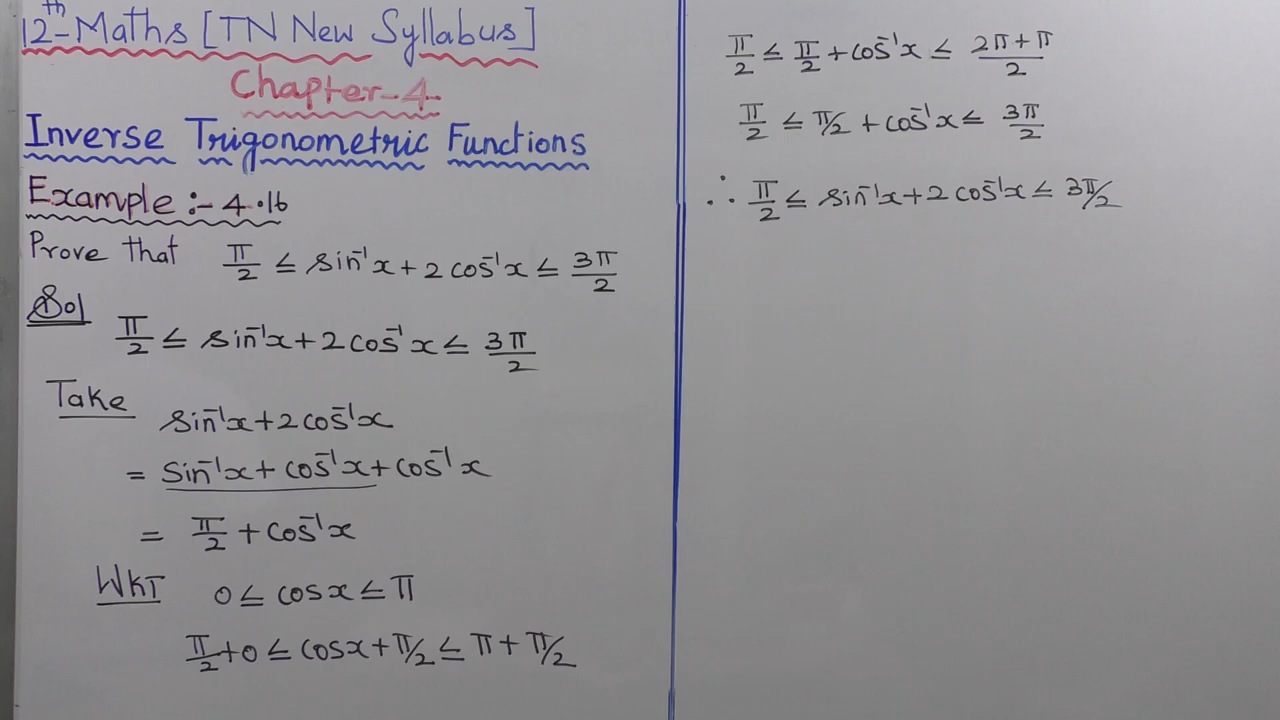 12th-Maths [TN New Syllabus]
Chapter-4-
Inverse Trigonometric Functions
Example :- 4.16
Prove that π/2 ≤ sin⁻¹x + 2 cos⁻¹x ≤ 3π/2
Sol
π/2 ≤ sin⁻¹x + 2 cos⁻¹x ≤ 3π/2
Take
sin⁻¹x + 2 cos⁻¹x
= sin⁻¹x + cos⁻¹x + cos⁻¹x
= π/2 + cos⁻¹x
WKT 0 ≤ cosx ≤ π
π/2 + 0 ≤ cosx + π/2 ≤ π + π/2
π/2 ≤ π/2 + cos⁻¹x ≤ 2π + π/2
π/2 ≤ π/2 + cos⁻¹x ≤ 3π/2
∴ π/2 ≤ sin⁻¹x + 2 cos⁻¹x ≤ 3π/2